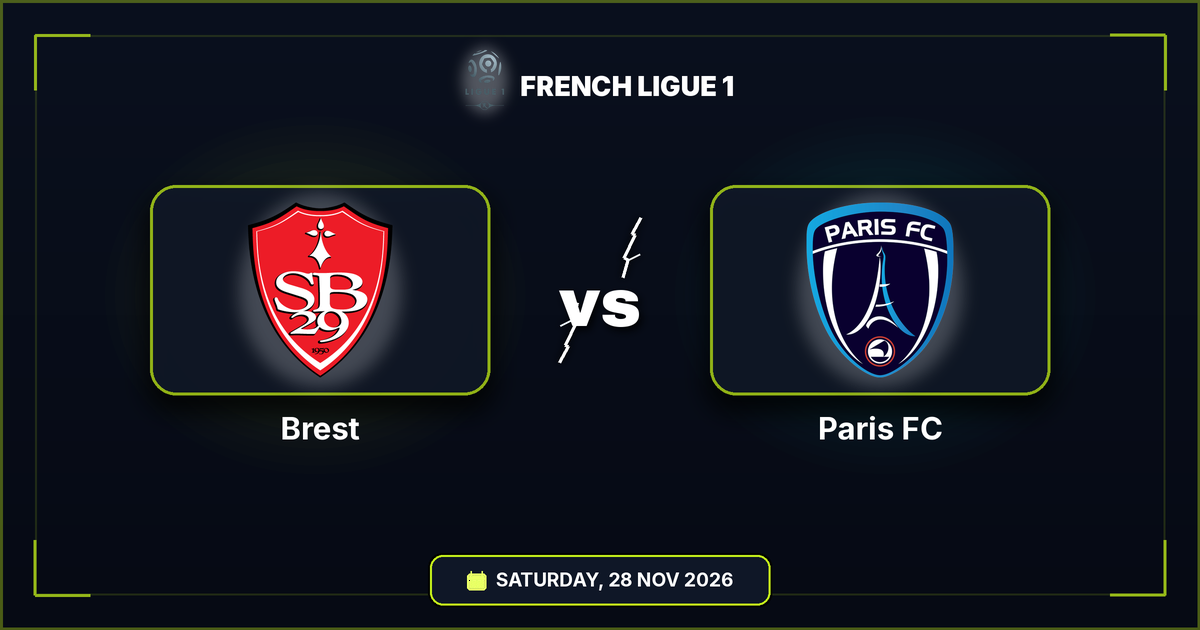 FRENCH LIGUE 1
SB
29
1950
vs
PARIS FC
Brest
Paris FC
SATURDAY, 28 NOV 2026